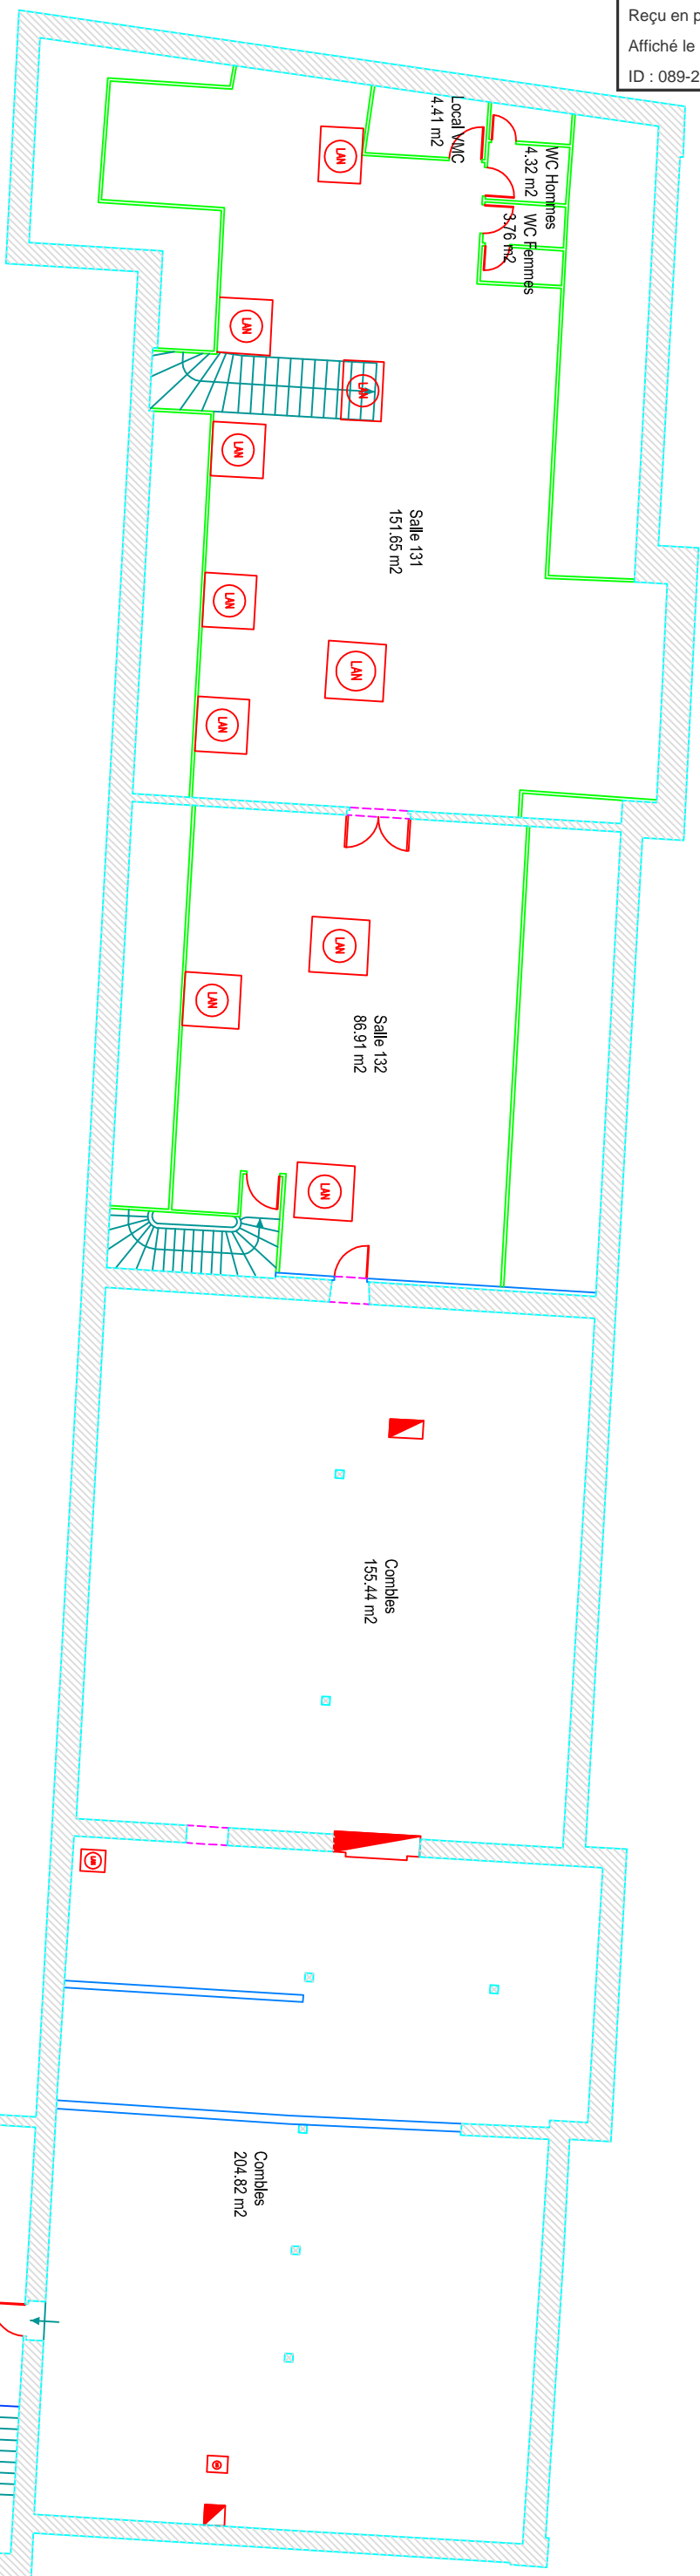 Reçu en p
Affiché le
ID : 089-2
Local VMC
4.41 m2
WC Hommes
4.32 m2
WC Femmes
3.76 m2
LAN
LAN
LAN
LAN
Salle 131
151.65 m2
LAN
LAN
LAN
LAN
LAN
Salle 132
86.91 m2
LAN
Combles
155.44 m2
LAN
Combles
204.82 m2